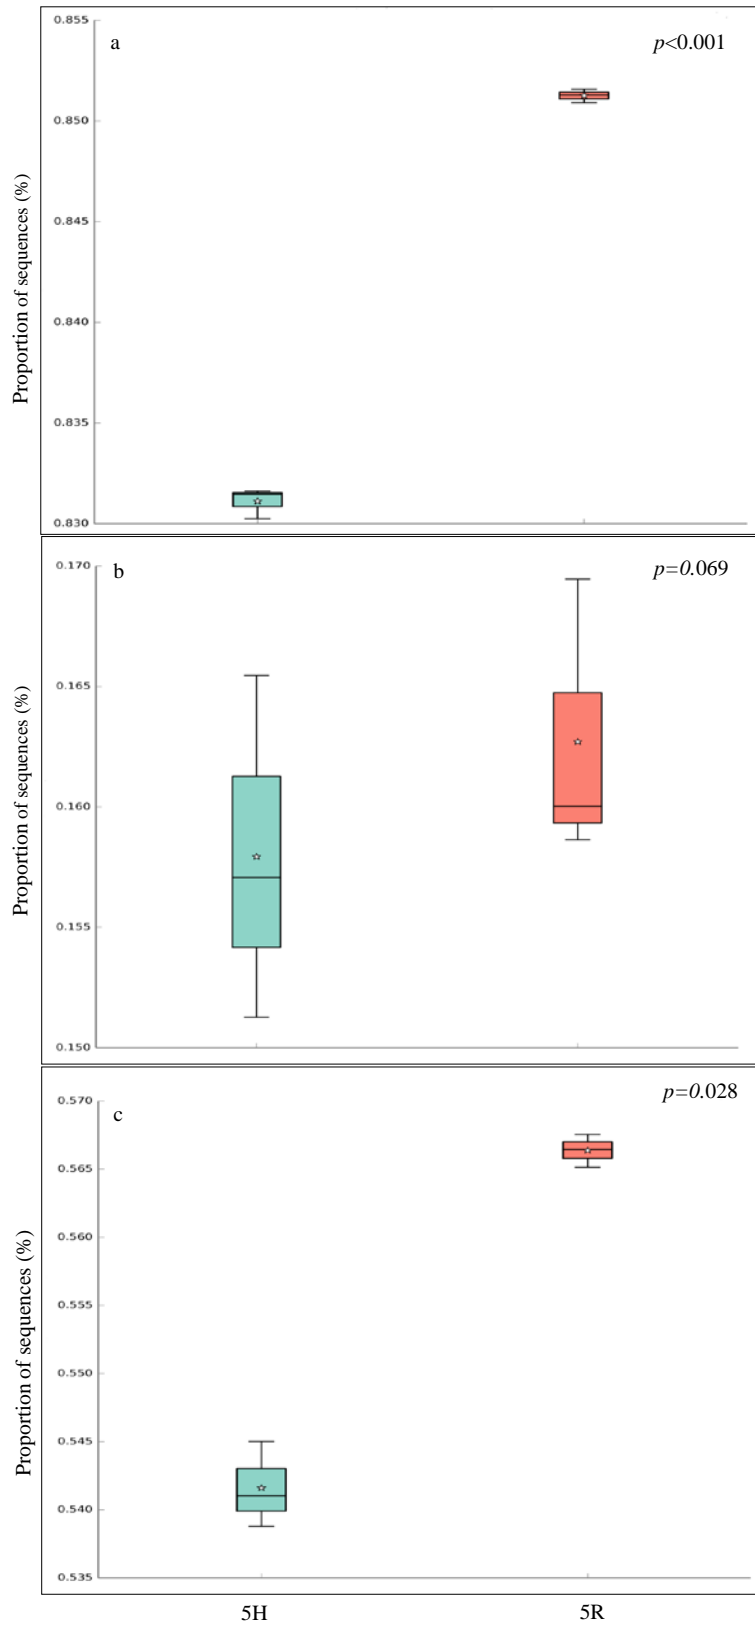 0.855
a
p<0.001
0.850
0.845
0.840
0.835
0.830
Proportion of sequences (%)
0.170
b
p=0.069
0.165
0.160
0.155
0.150
Proportion of sequences (%)
0.570
c
p=0.028
0.565
0.560
0.555
0.550
0.545
0.540
0.535
Proportion of sequences (%)
5H
5R